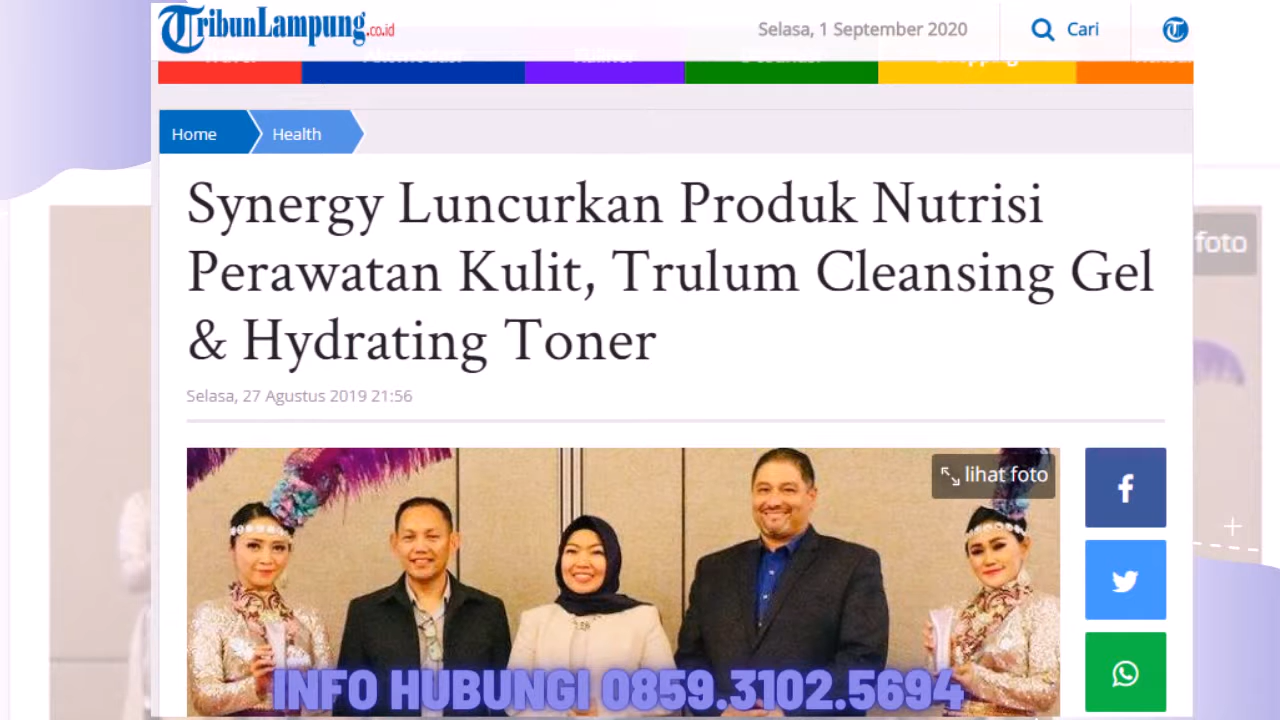 TribunLampung.co.id
Selasa, 1 September 2020
Cari
Home
Health
Synergy Luncurkan Produk Nutrisi
Perawatan Kulit, Trulum Cleansing Gel
& Hydrating Toner
Selasa, 27 Agustus 2019 21:56
lihat foto
foto
INFO HUBUNGI 0859.3102.5694